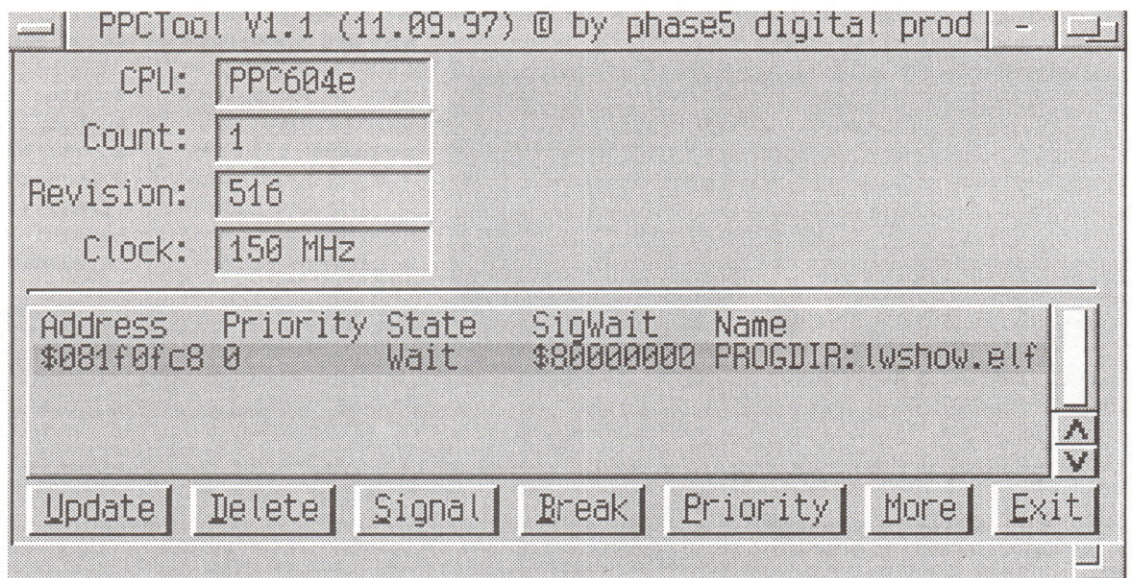 PPCTool V1.1 (11.09.97) © by phase5 digital prod
CPU: PPC604e
Count: 1
Revision: 516
Clock: 150 MHz
Address Priority State SigWait Name
$081f0fc8 0 Wait $80000000 PROGDIR:lwshow.elf
Update Delete Signal Break Priority More Exit